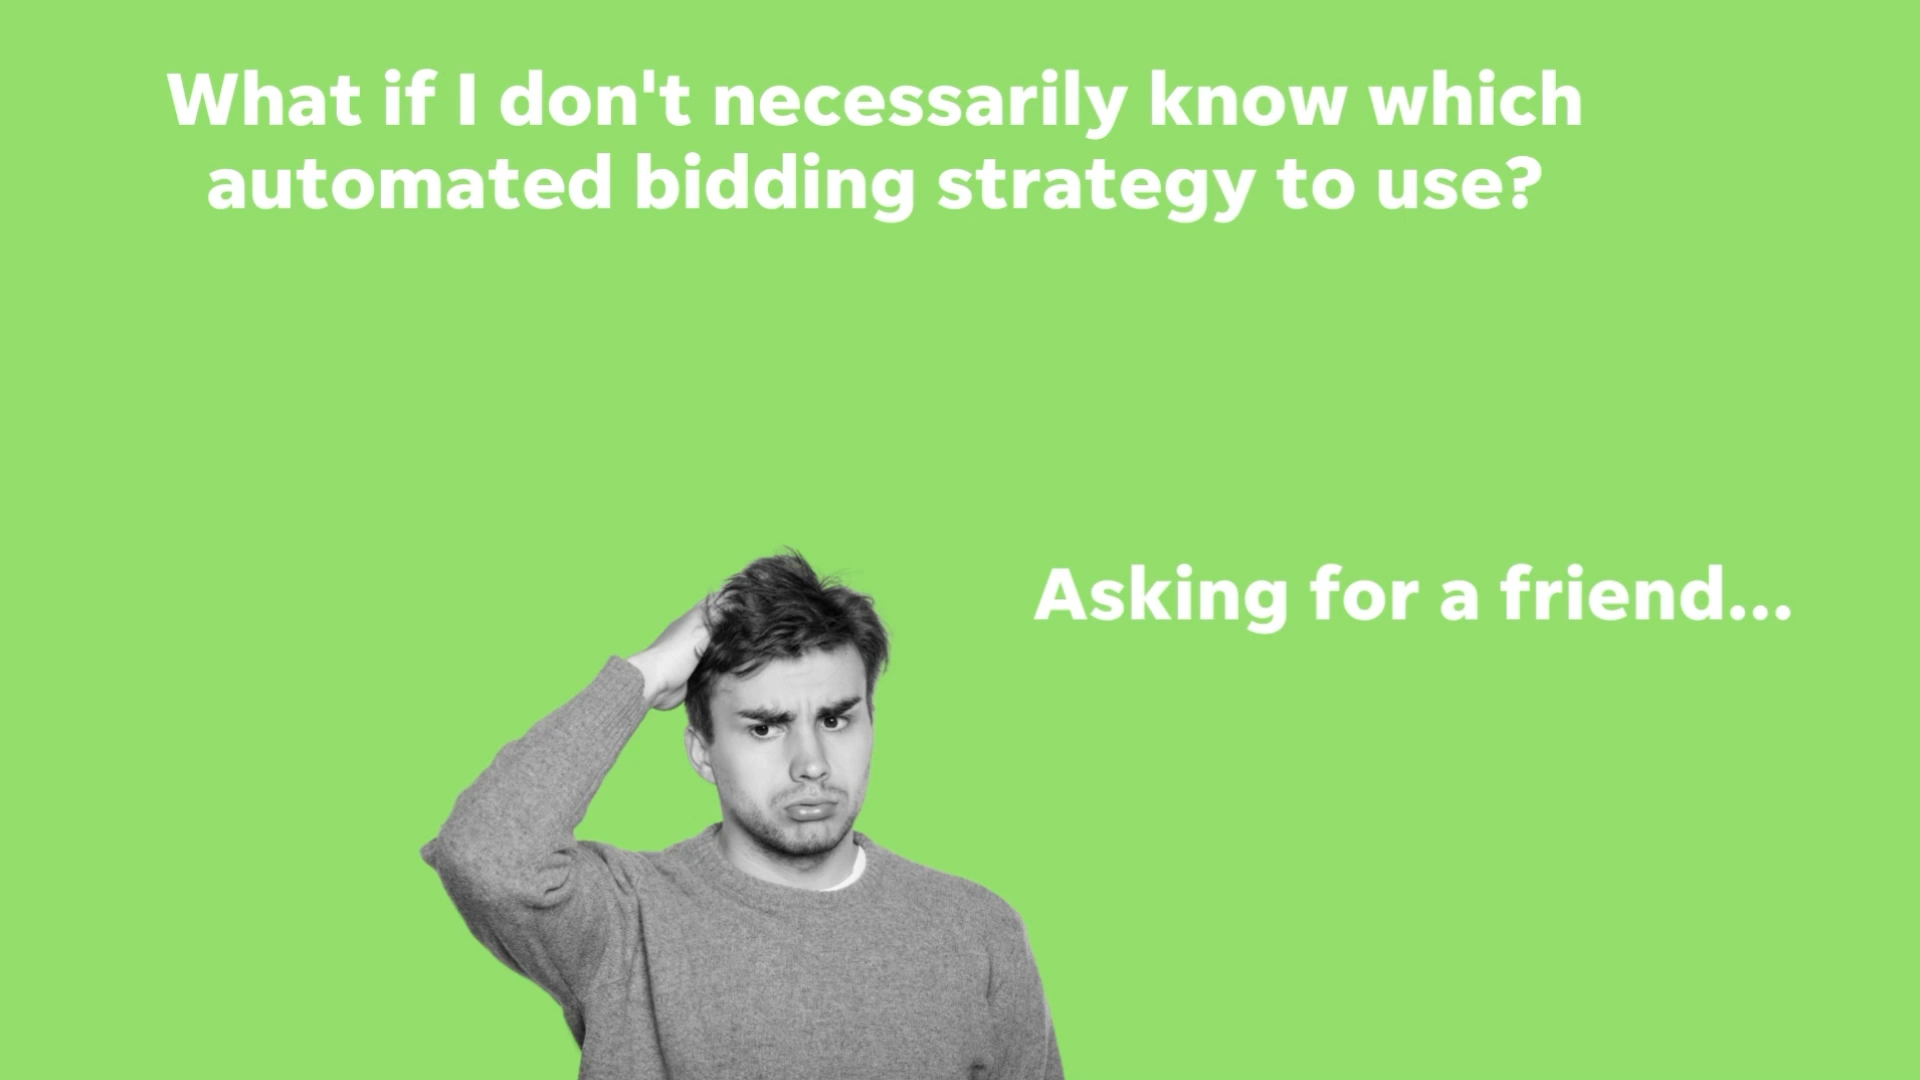 What if I don't necessarily know which
automated bidding strategy to use?
Asking for a friend...